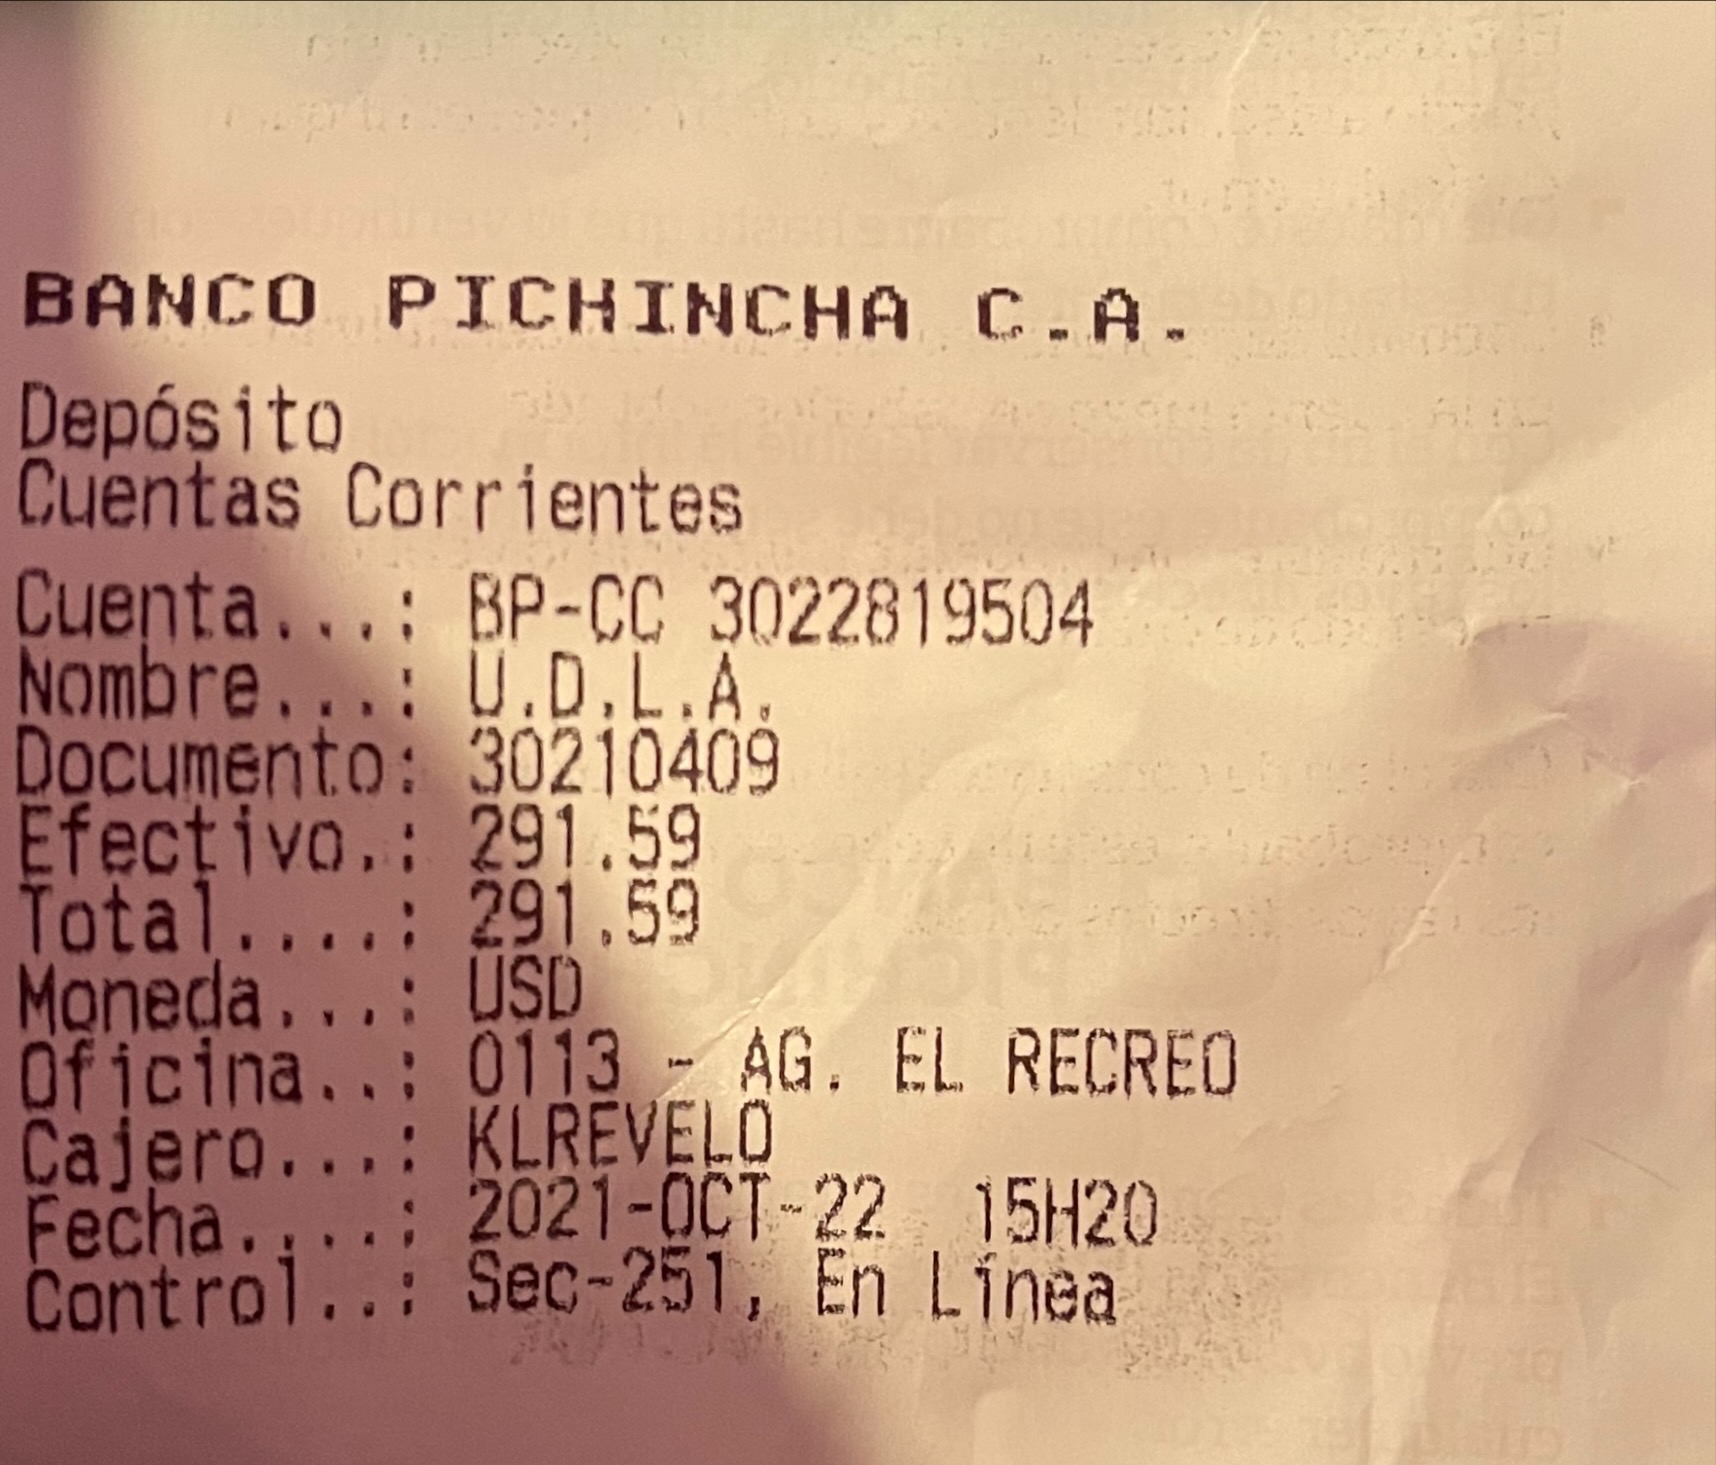 BANCO PICHINCHA C.A.
Depósito
Cuentas Corrientes
Cuenta...: BP-CC 3022819504
Nombre...: U.D.L.A.
Documento: 30210409
Efectivo.: 291.59
Total....: 291.59
Moneda...: USD
Oficina..: 0113 - AG. EL RECREO
Cajero...: KLREVELO
Fecha....: 2021-OCT-22 15H20
Control..: Sec-251, En Línea